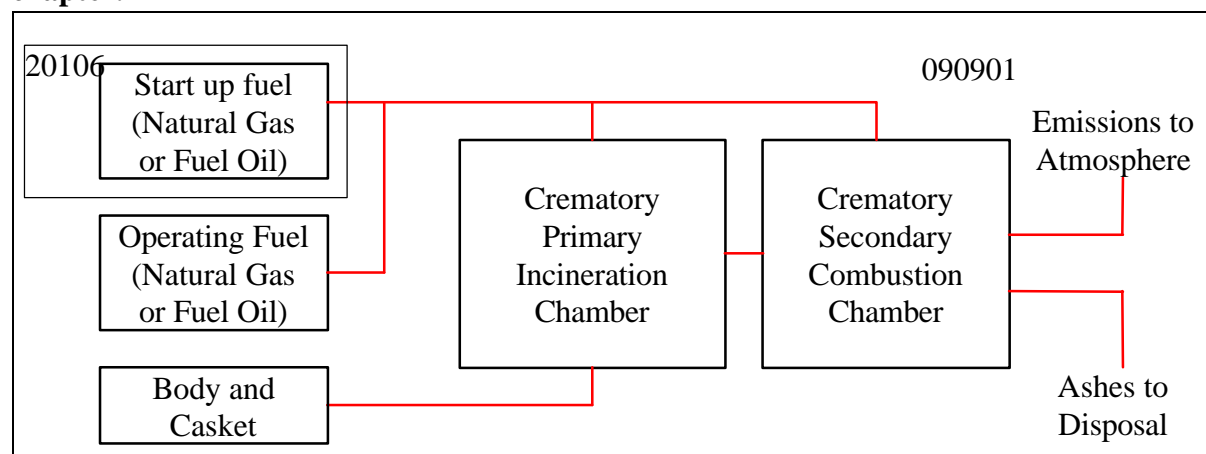 20106
Start up fuel
(Natural Gas
or Fuel Oil)
090901
Emissions to
Atmosphere
Crematory
Primary
Incineration
Chamber
Crematory
Secondary
Combustion
Chamber
Operating Fuel
(Natural Gas
or Fuel Oil)
Body and
Casket
Ashes to
Disposal